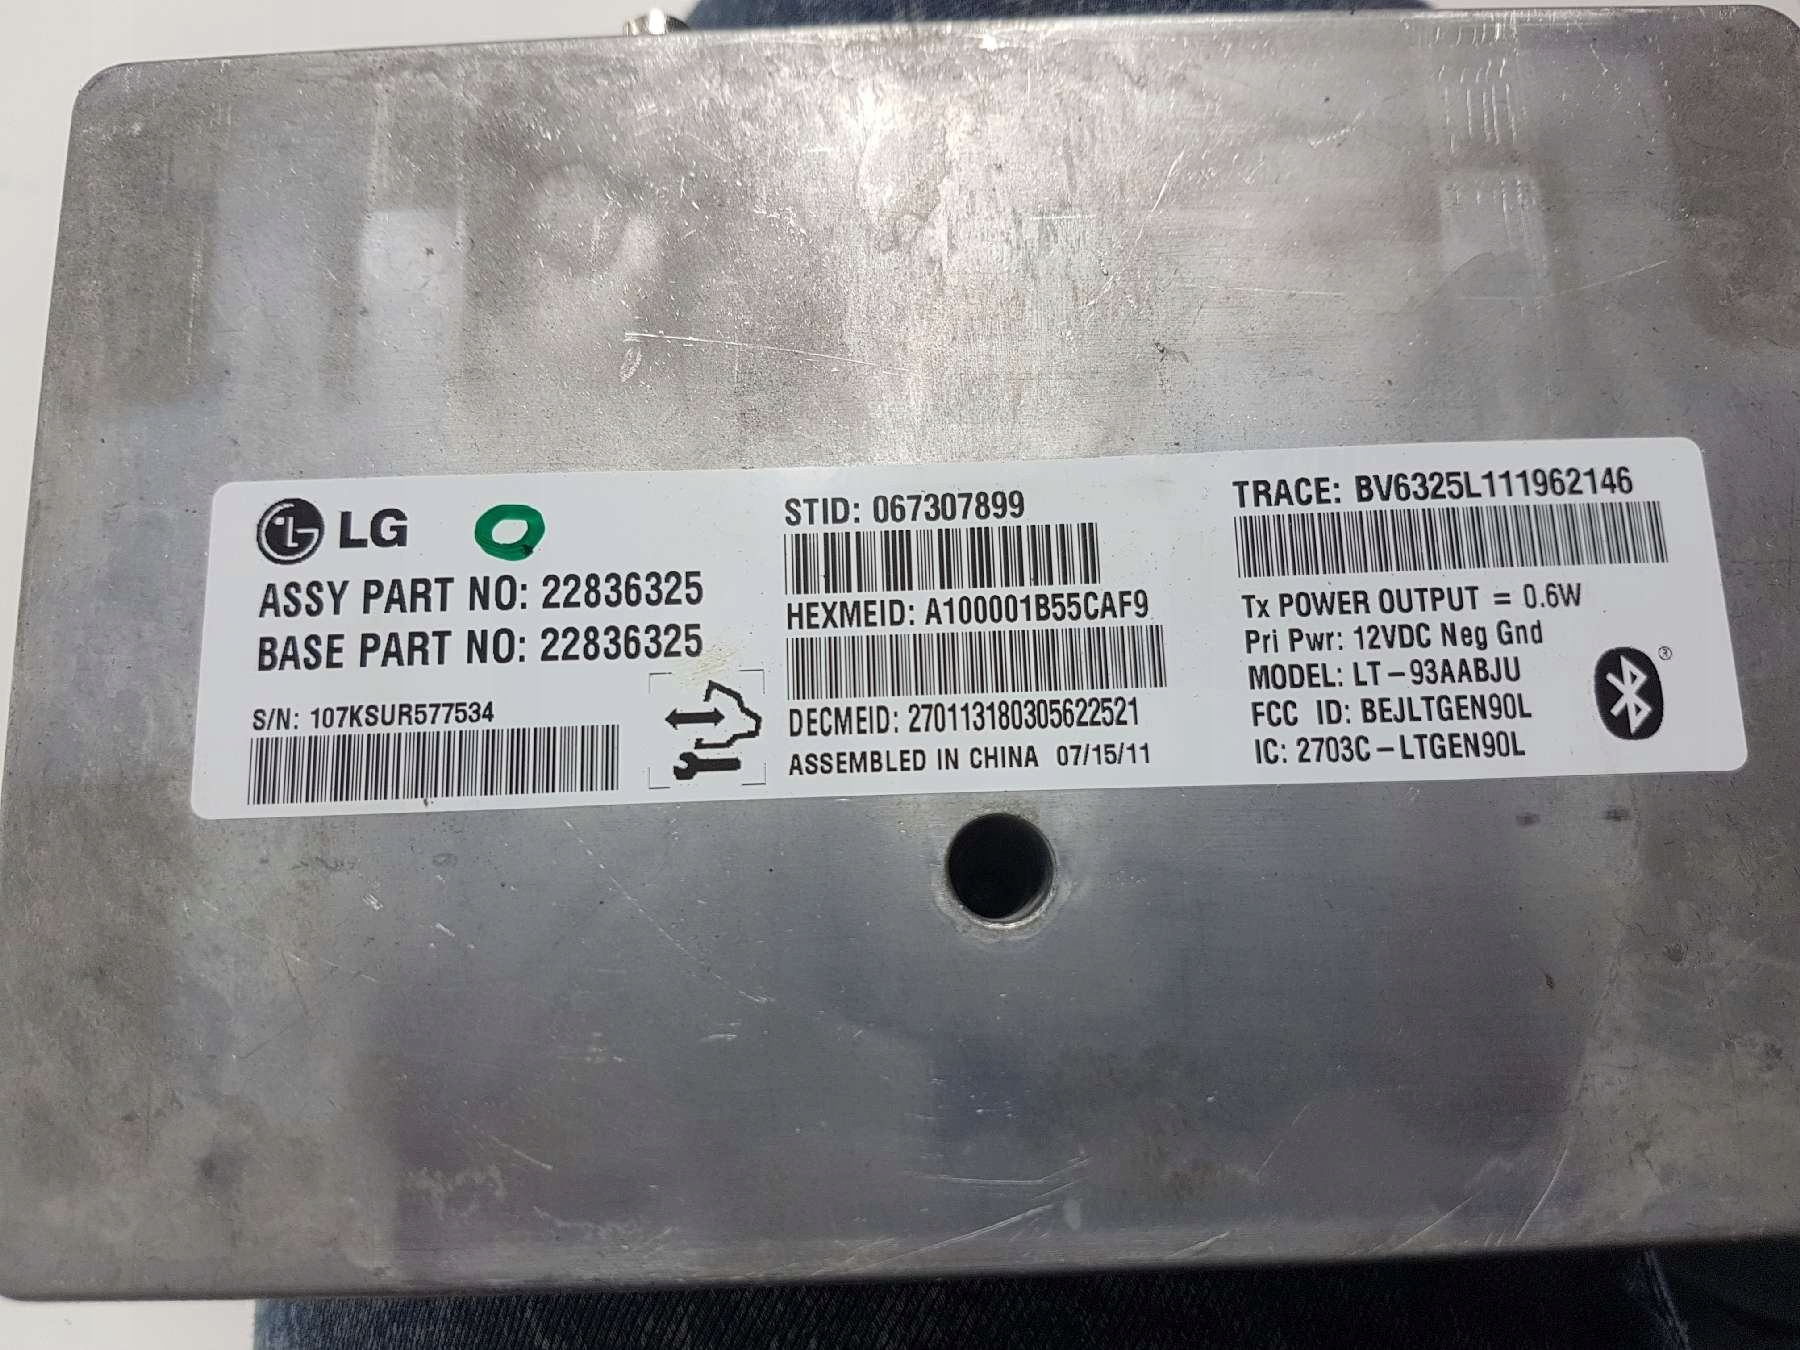 LG
ASSY PART NO: 22836325
BASE PART NO: 22836325
S/N: 107KSUR577534
STID: 067307899
HEXMEID: A100001B55CAF9
DECMEID: 270113180305622521
ASSEMBLED IN CHINA 07/15/11
TRACE: BV6325L111962146
Tx POWER OUTPUT = 0.6W
Pri Pwr: 12VDC Neg Gnd
MODEL: LT-93AABJU
FCC ID: BEJLTGEN90L
IC: 2703C-LTGEN90L
®